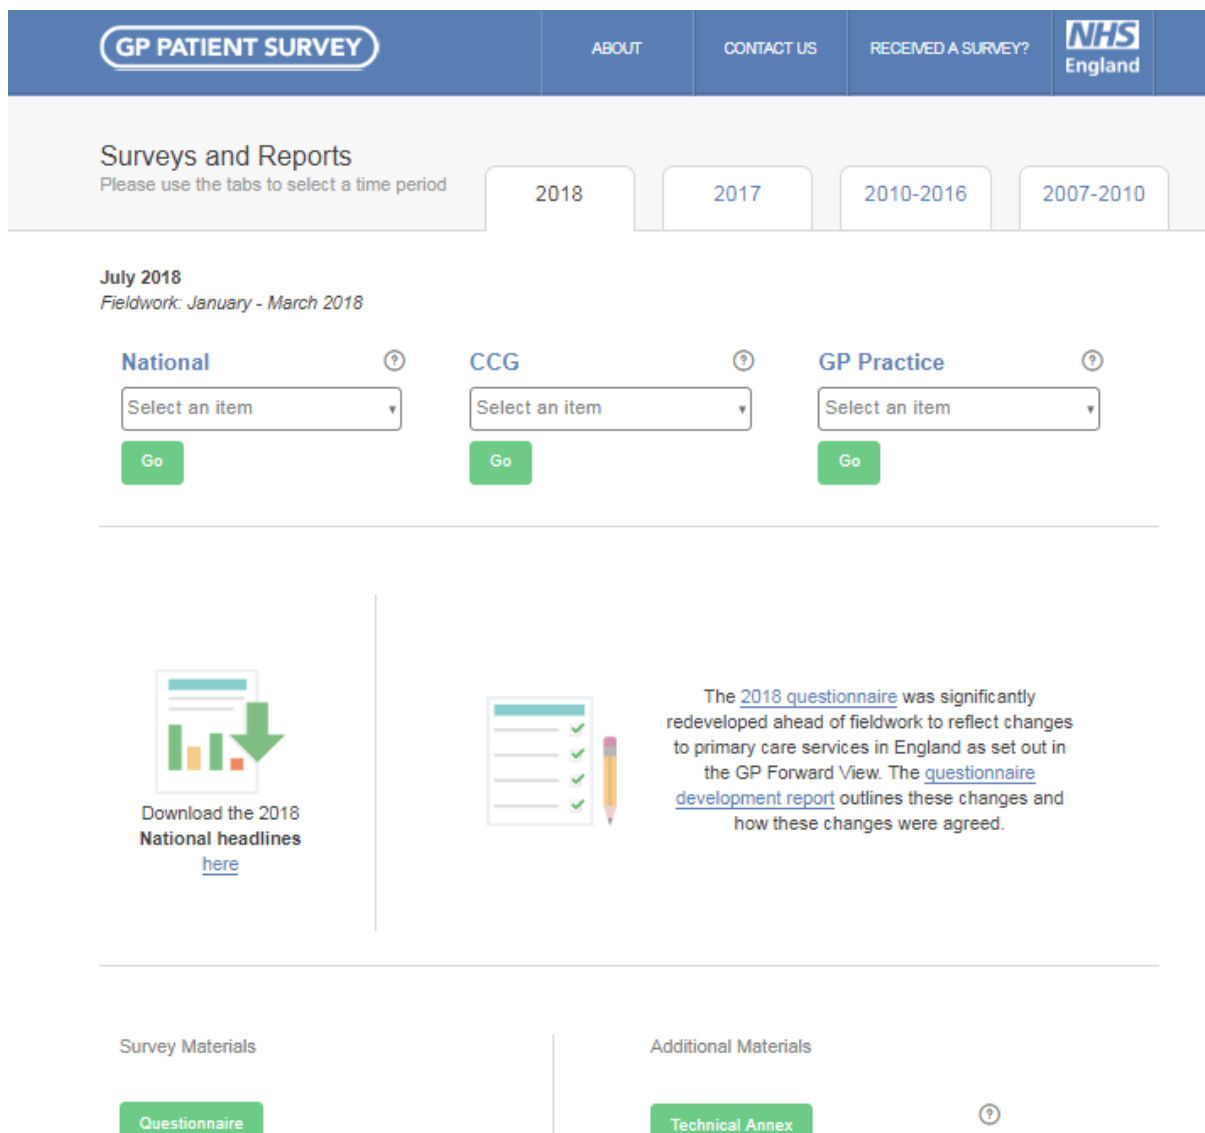 GP PATIENT SURVEY
ABOUT
CONTACT US
RECEIVED A SURVEY?
NHS
England
Surveys and Reports
Please use the tabs to select a time period
2018
2017
2010-2016
2007-2010
July 2018
Fieldwork: January - March 2018
National
CCG
GP Practice
Select an item
Select an item
Select an item
Go
Go
Go
Download the 2018
National headlines
here
The 2018 questionnaire was significantly
redeveloped ahead of fieldwork to reflect changes
to primary care services in England as set out in
the GP Forward View. The questionnaire
development report outlines these changes and
how these changes were agreed.
Survey Materials
Additional Materials
Questionnaire
Technical Annex